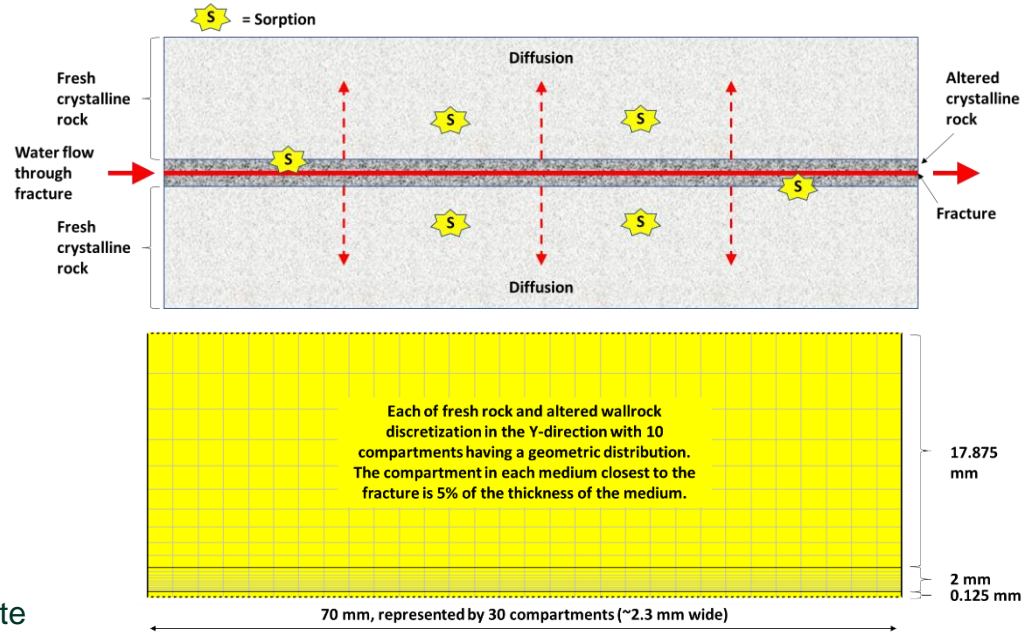 S = Sorption
Diffusion
Fresh
crystalline
rock
Altered
crystalline
rock
S
S
Water flow
through
fracture
S
S
Fracture
S
S
Fresh
crystalline
rock
Diffusion
Each of fresh rock and altered wallrock
discretization in the Y-direction with 10
compartments having a geometric distribution.
The compartment in each medium closest to the
fracture is 5% of the thickness of the medium.
17.875
mm
2 mm
0.125 mm
te
70 mm, represented by 30 compartments (~2.3 mm wide)